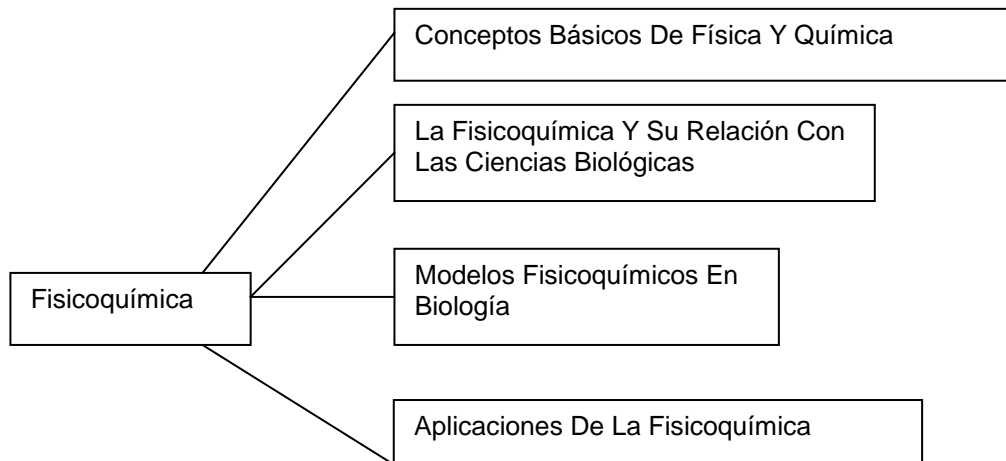 Conceptos Básicos De Física Y Química
La Fisicoquímica Y Su Relación Con
Las Ciencias Biológicas
Modelos Fisicoquímicos En
Biología
Fisicoquímica
Aplicaciones De La Fisicoquímica